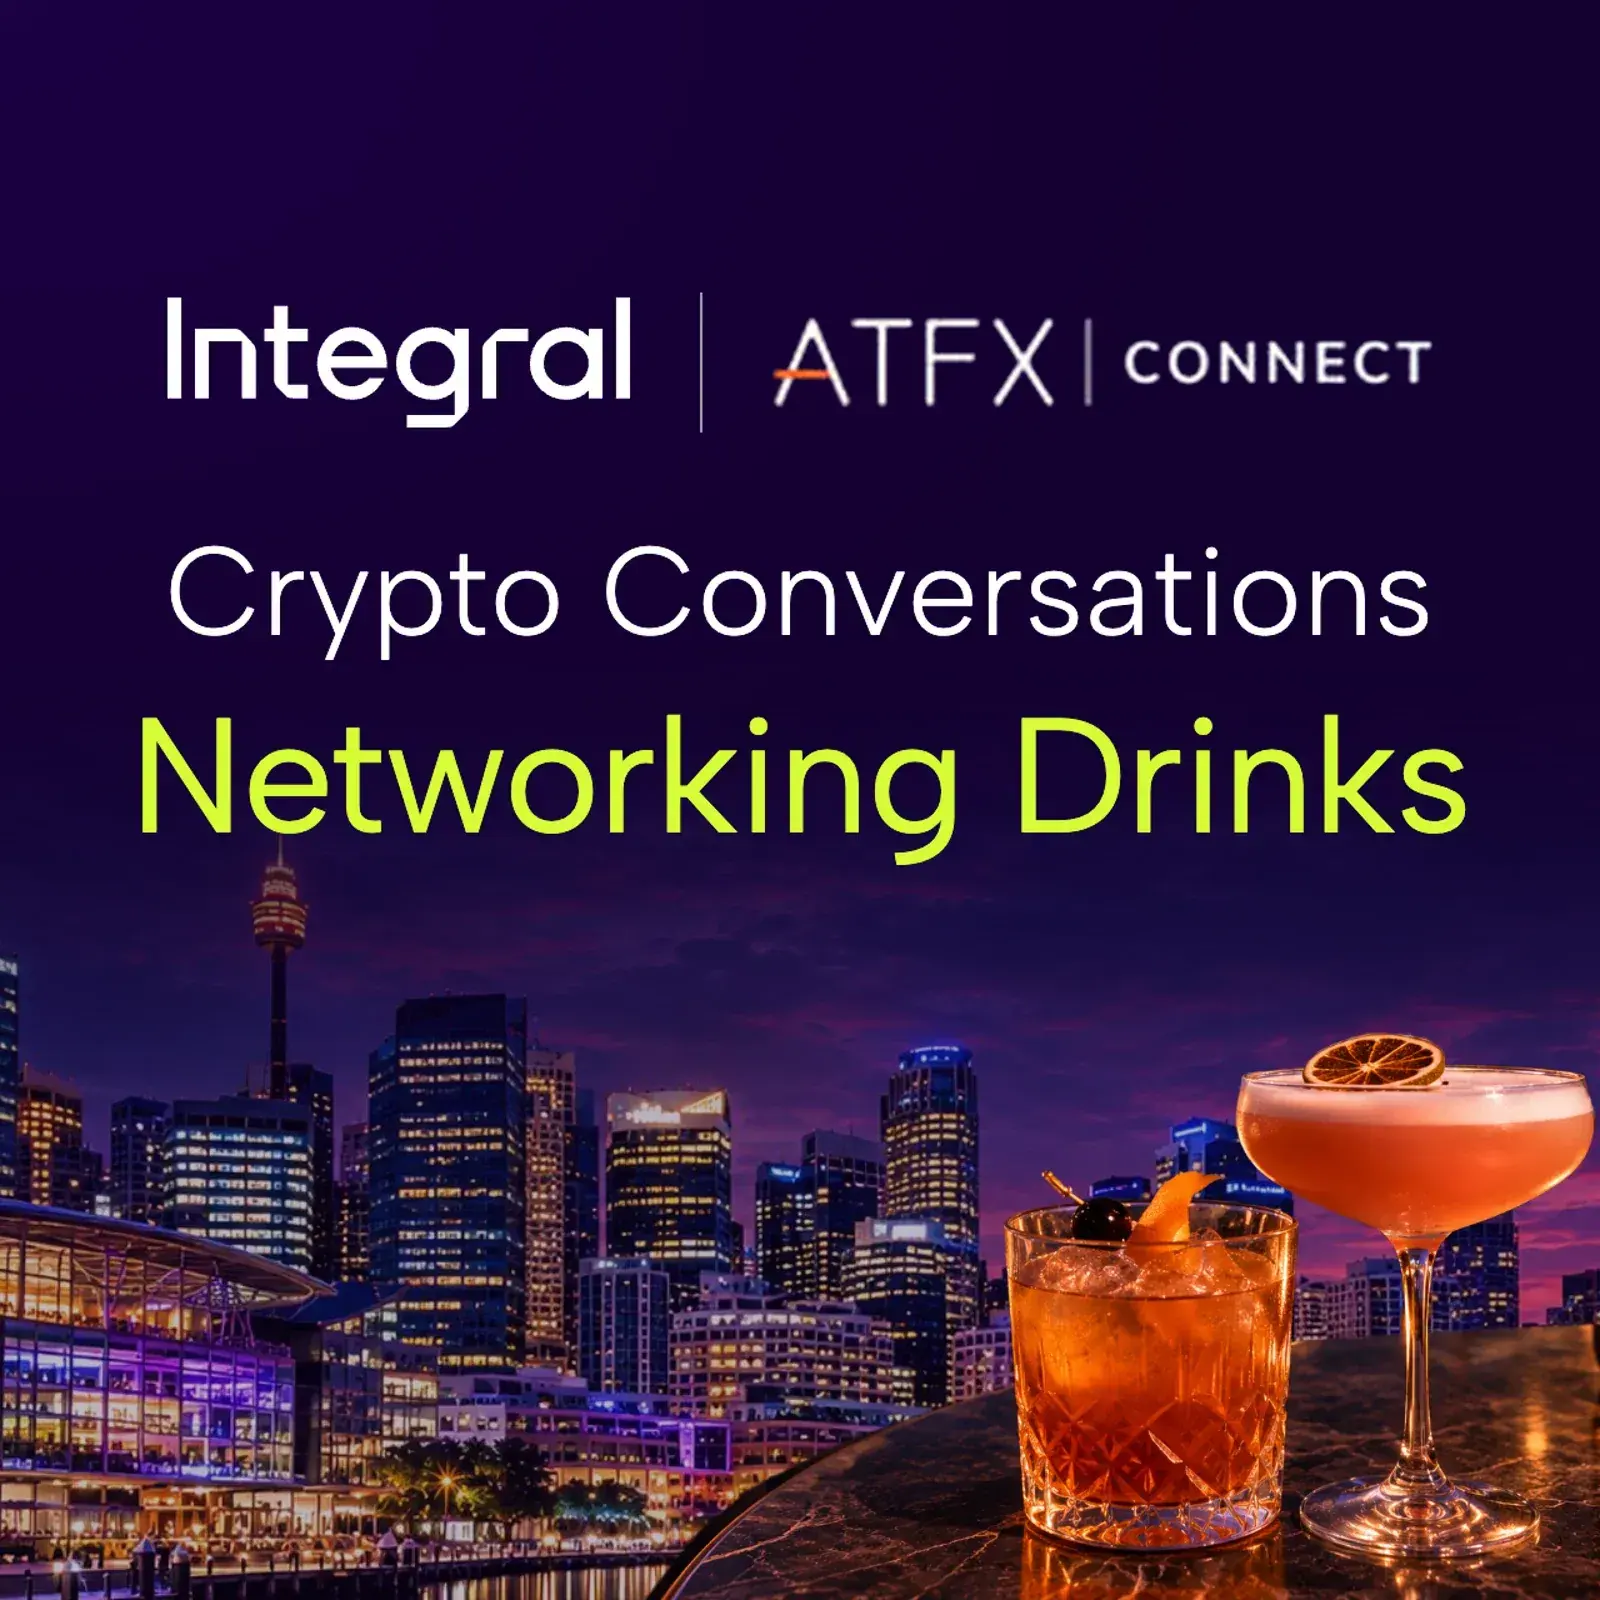 Integral | ATFX | CONNECT
Crypto Conversations
Networking Drinks